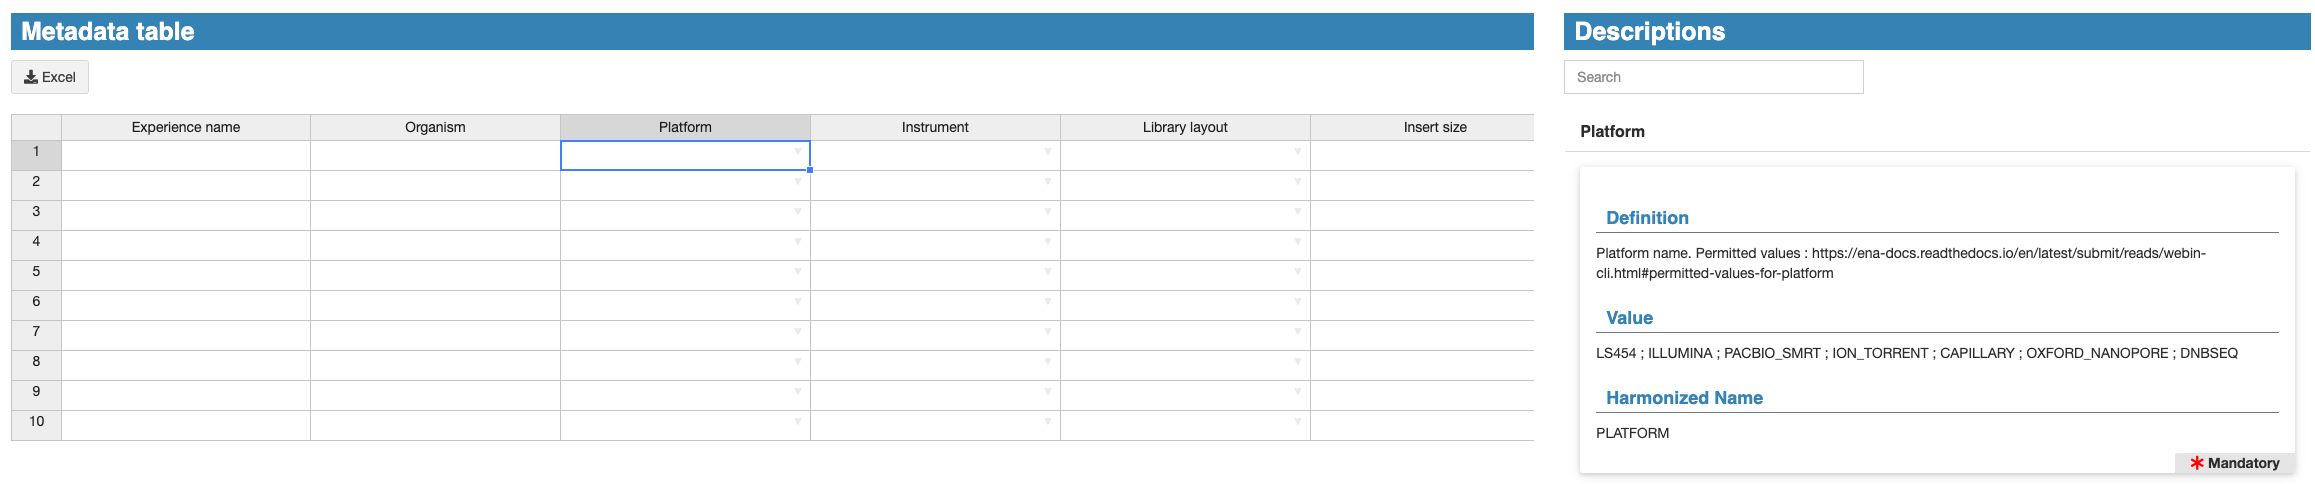 Metadata table
Excel
Experience name Organism Platform Instrument Library layout Insert size
1
2
3
4
5
6
7
8
9
10
Descriptions
Search
Platform
Definition
Platform name. Permitted values : https://ena-docs.readthedocs.io/en/latest/submit/reads/webin-
cli.html#permitted-values-for-platform
Value
LS454 ; ILLUMINA ; PACBIO_SMRT ; ION_TORRENT ; CAPILLARY ; OXFORD_NANOPORE ; DNBSEQ
Harmonized Name
PLATFORM
Mandatory